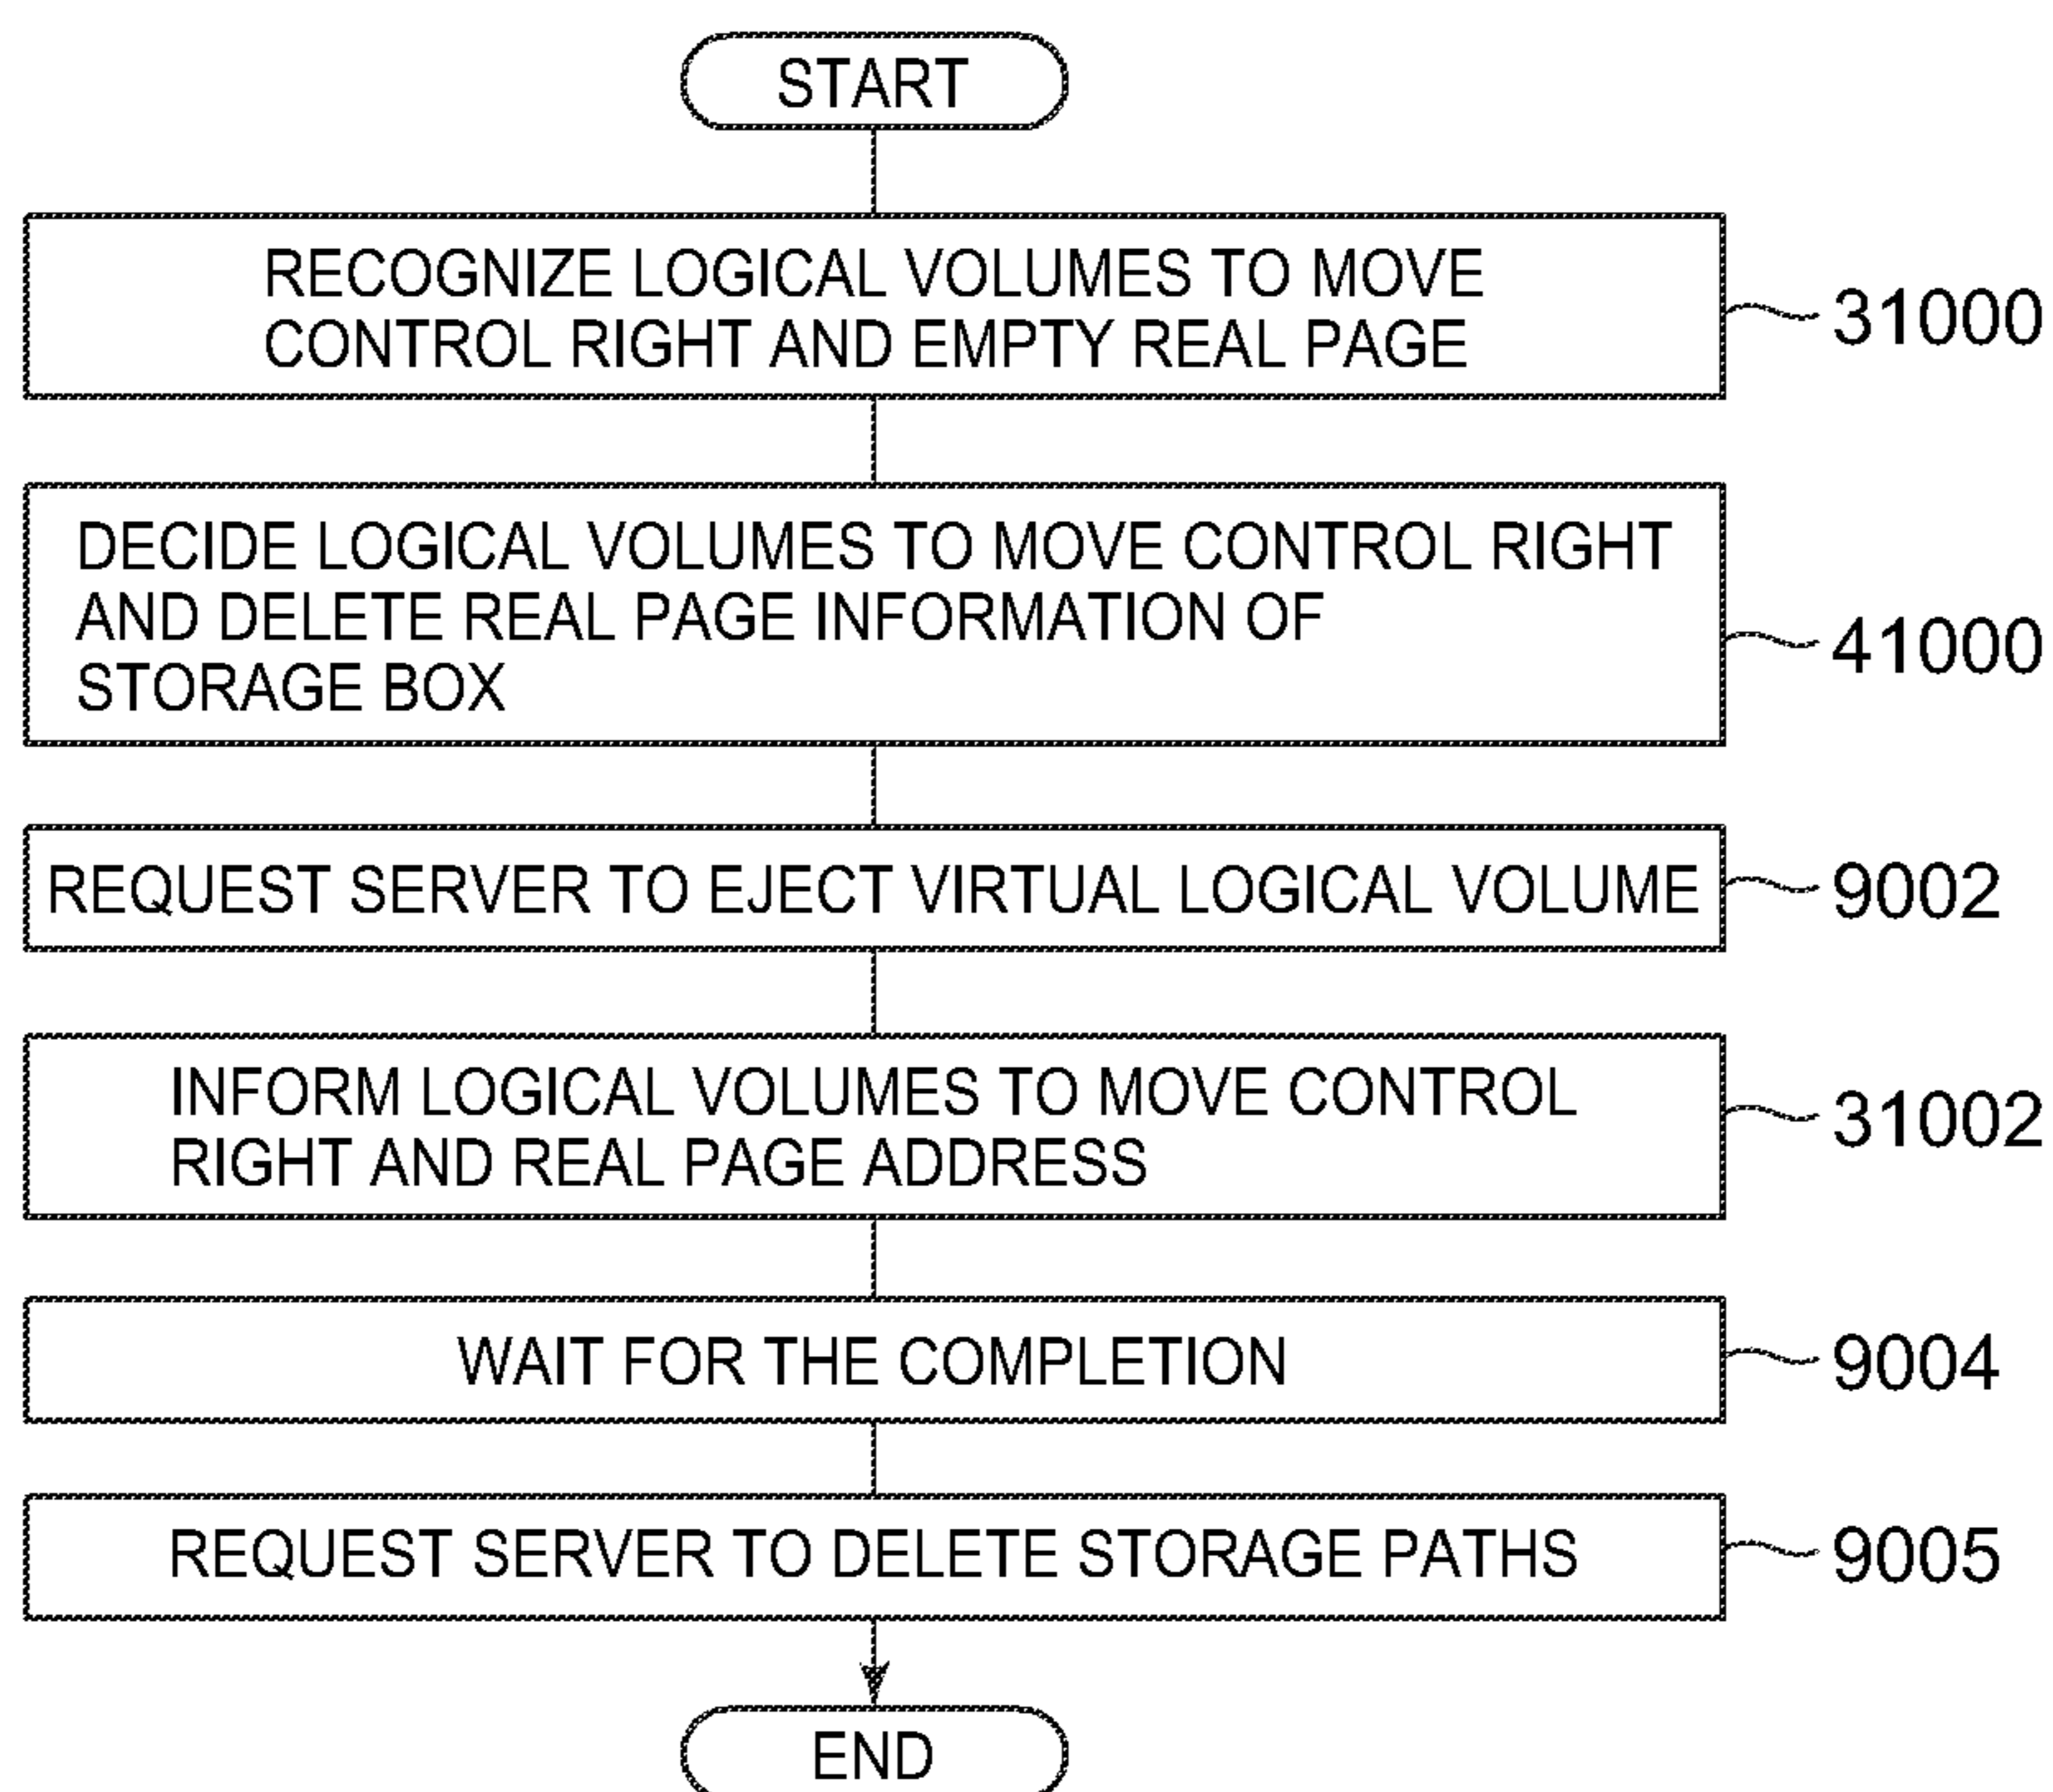 START
RECOGNIZE LOGICAL VOLUMES TO MOVE
CONTROL RIGHT AND EMPTY REAL PAGE
31000
DECIDE LOGICAL VOLUMES TO MOVE CONTROL RIGHT
AND DELETE REAL PAGE INFORMATION OF
STORAGE BOX
41000
REQUEST SERVER TO EJECT VIRTUAL LOGICAL VOLUME
9002
INFORM LOGICAL VOLUMES TO MOVE CONTROL
RIGHT AND REAL PAGE ADDRESS
31002
WAIT FOR THE COMPLETION
9004
REQUEST SERVER TO DELETE STORAGE PATHS
9005
END